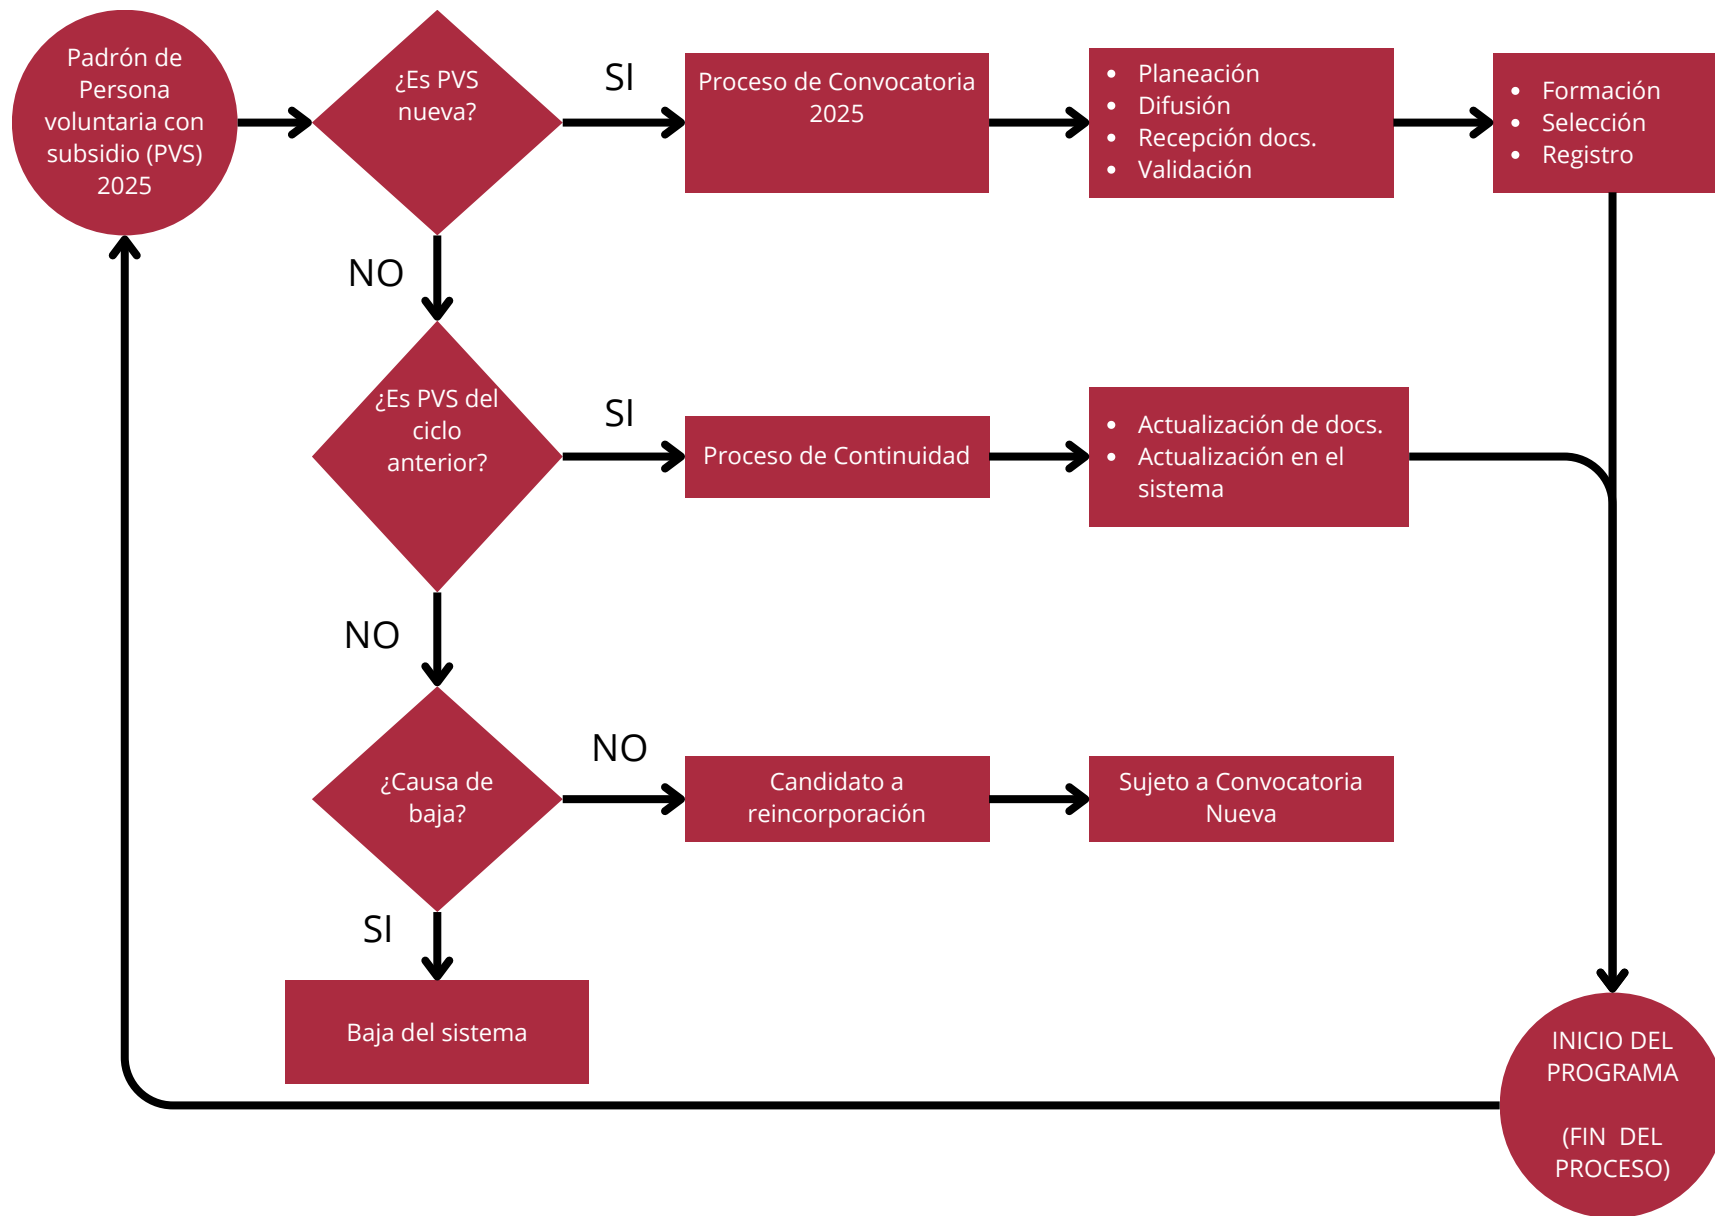 Padrón de
Persona
voluntaria con
subsidio (PVS)
2025
¿Es PVS
nueva?
SI
Proceso de Convocatoria
2025
• Planeación
• Difusión
• Recepción docs.
• Validación
• Formación
• Selección
• Registro
NO
¿Es PVS del
ciclo
anterior?
SI
Proceso de Continuidad
• Actualización de docs.
• Actualización en el
sistema
NO
¿Causa de
baja?
NO
Candidato a
reincorporación
Sujeto a Convocatoria
Nueva
SI
Baja del sistema
INICIO DEL
PROGRAMA
(FIN DEL
PROCESO)